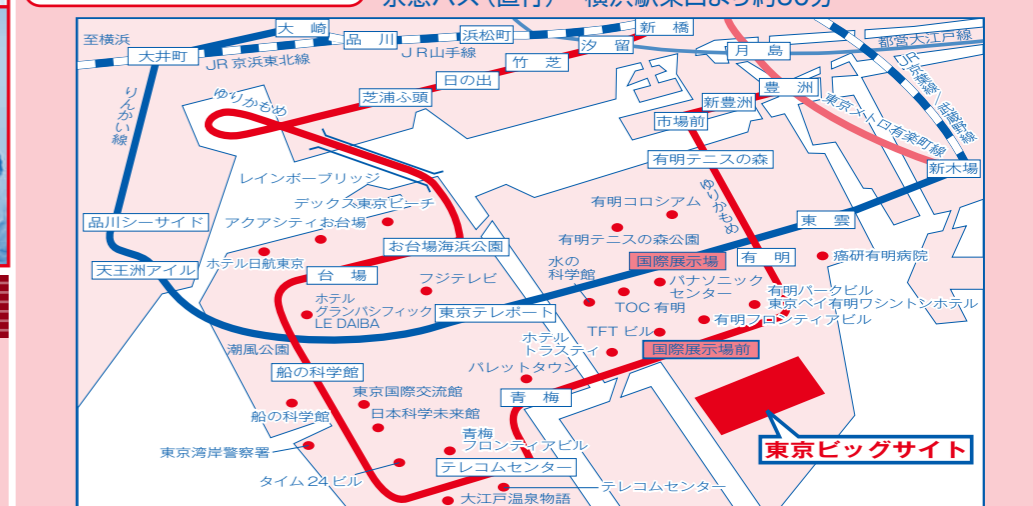 京急バス（直行） 横浜駅東口より約50分
大 崎
新 橋
至横浜
品 川
浜松町
汐 留
月 島
都営大江戸線
大井町
JR 京浜東北線
JR山手線
竹 芝
日の出
芝浦ふ頭
豊 洲
JR京葉線／武蔵野線
りんかい線
ゆりかもめ
新豊洲
市場前
東京メトロ有楽町線
有明テニスの森
新木場
レインボーブリッジ
ゆりかもめ
デックス東京ビーチ
有明コロシアム
品川シーサイド
アクアシティお台場
東 雲
お台場海浜公園
有明テニスの森公園
天王洲アイル
ホテル日航東京
国際展示場
有 明
癌研有明病院
台 場
フジテレビ
水の
科学館
パナソニック
センター
ホテル
グランパシフィック
LE DAIBA
東京テレポート
TOC 有明
有明パークビル
東京ベイ有明ワシントンホテル
有明フロンティアビル
TFT ビル
潮風公園
ホテル
トラスティ
国際展示場前
船の科学館
パレットタウン
東京国際交流館
青 梅
船の科学館
日本科学未来館
東京湾岸警察署
青梅
フロンティアビル
東京ビッグサイト
テレコムセンター
タイム 24 ビル
テレコムセンター
大江戸温泉物語